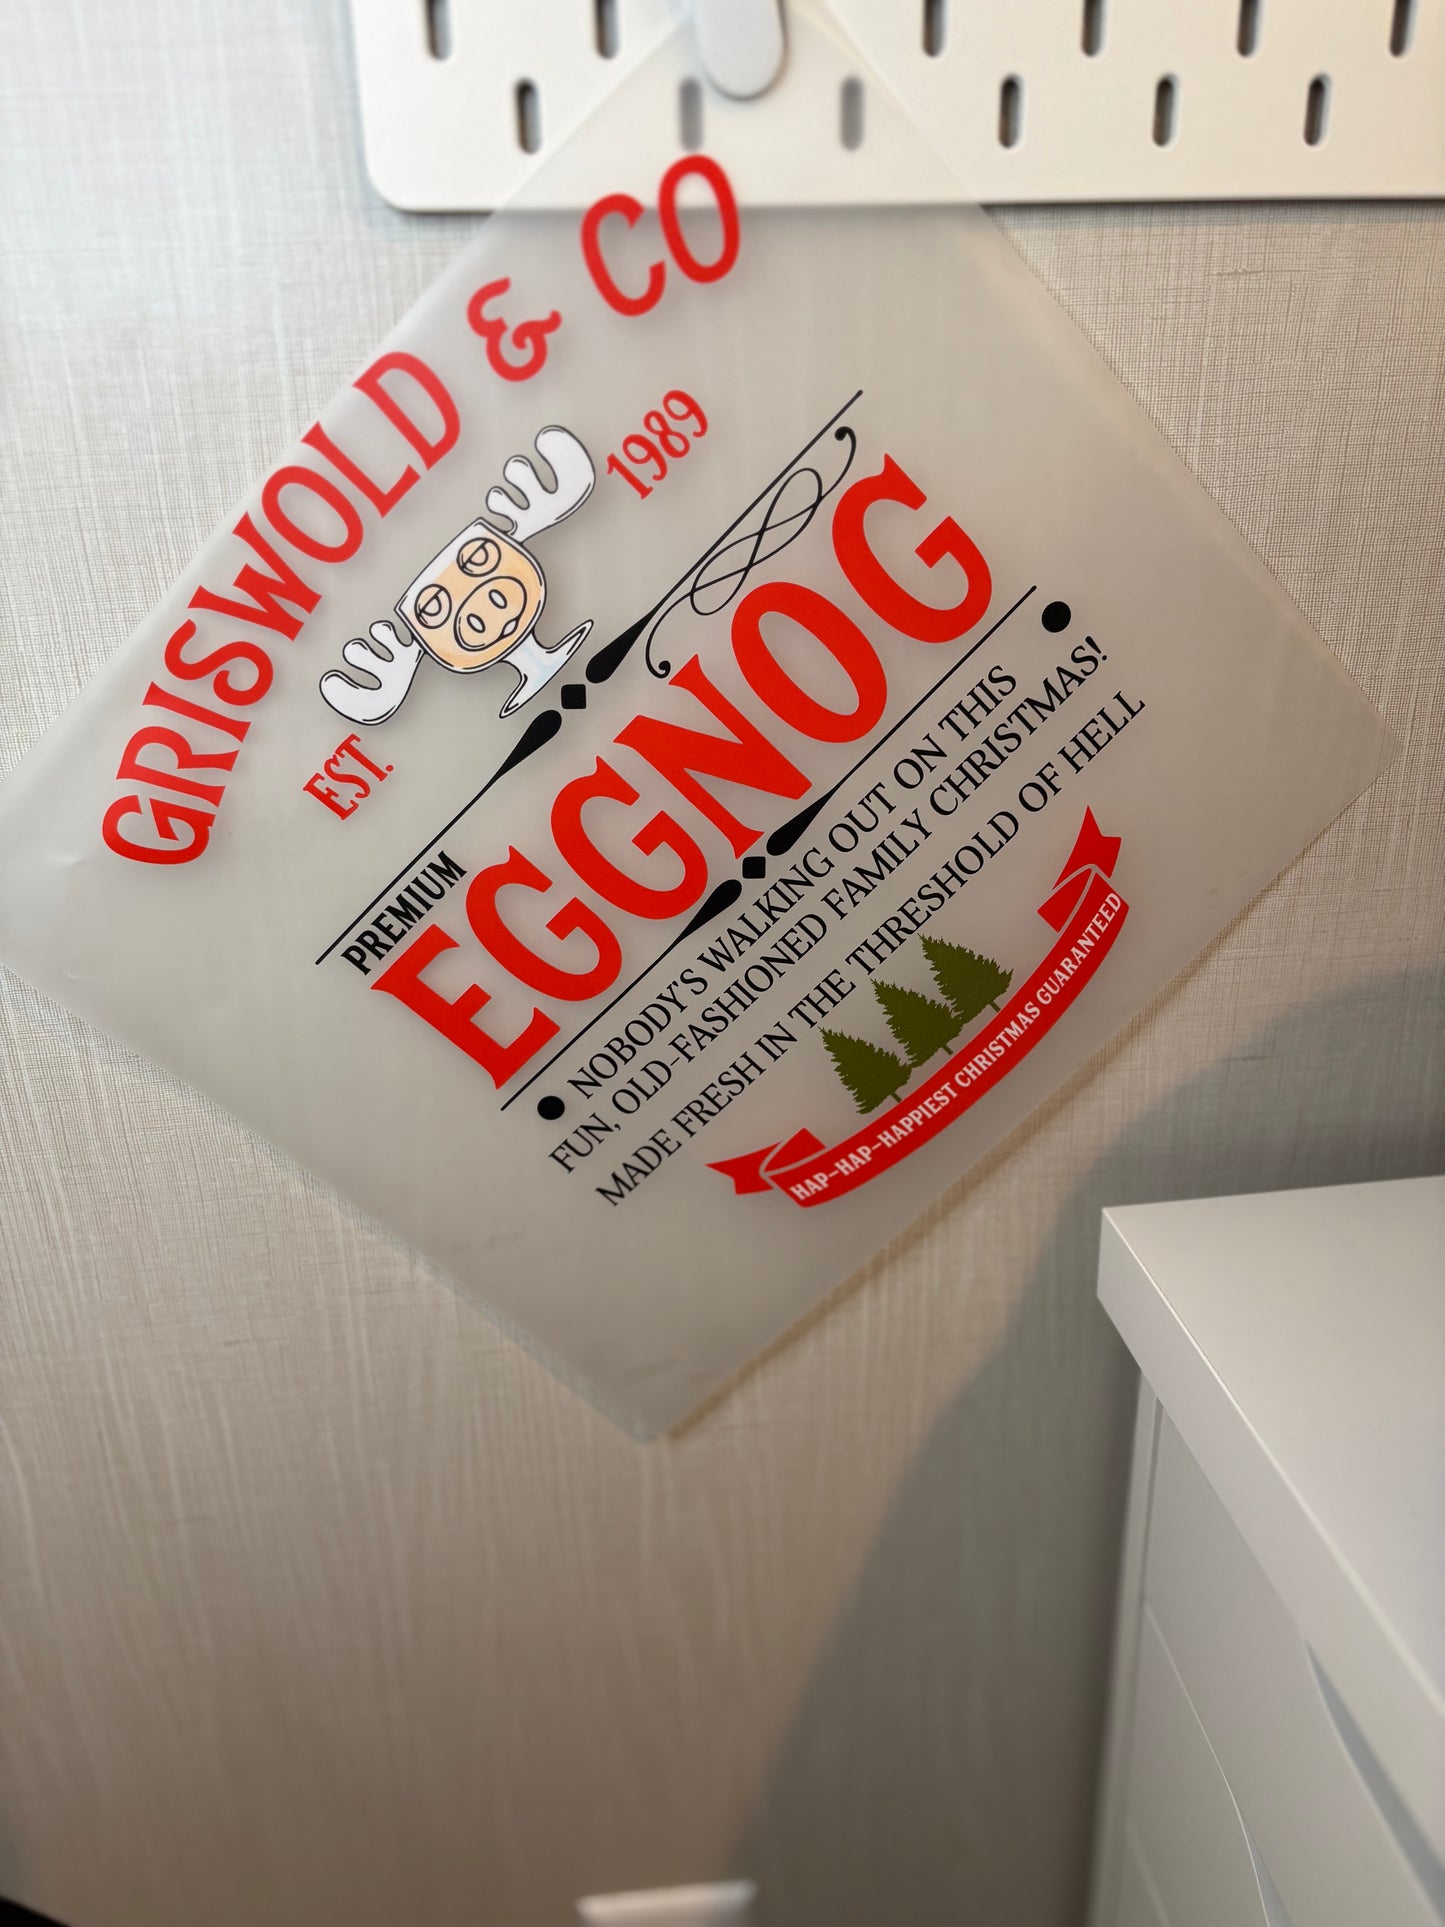 GRISWOLD & CO
EST. 1989
PREMIUM
EGGNOG
NOBODY'S WALKING OUT ON THIS
FUN, OLD-FASHIONED FAMILY CHRISTMAS!
MADE FRESH IN THE THRESHOLD OF HELL
HAP-HAP-HAPPIEST CHRISTMAS GUARANTEED